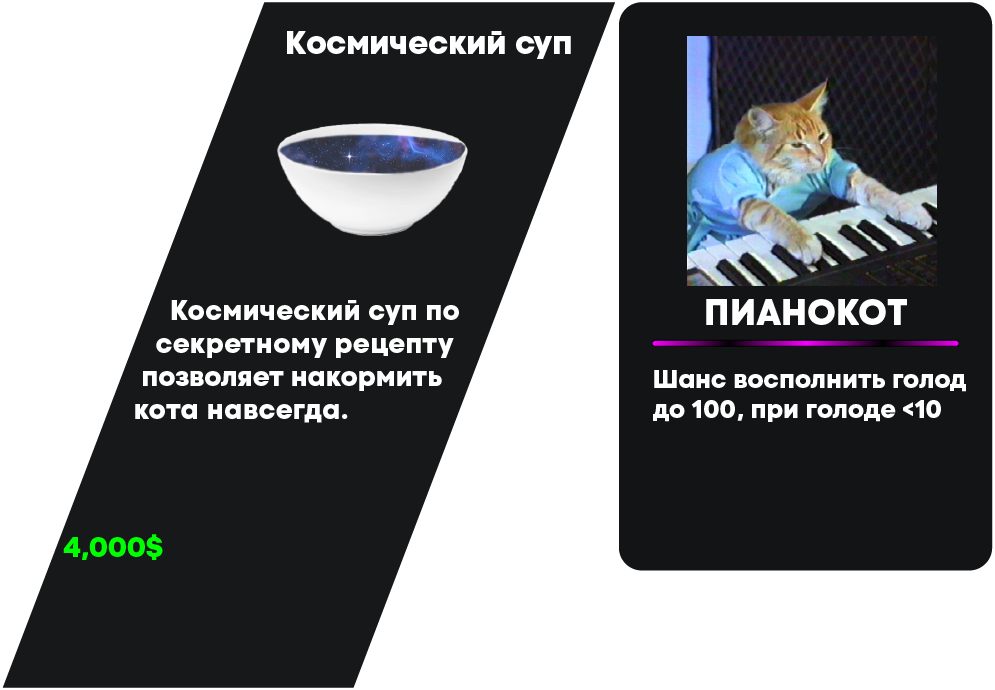 Космический суп
Космический суп по
секретному рецепту
позволяет накормить
кота навсегда.
4,000$
ПИАНОКОТ
Шанс восполнить голод
до 100, при голоде <10